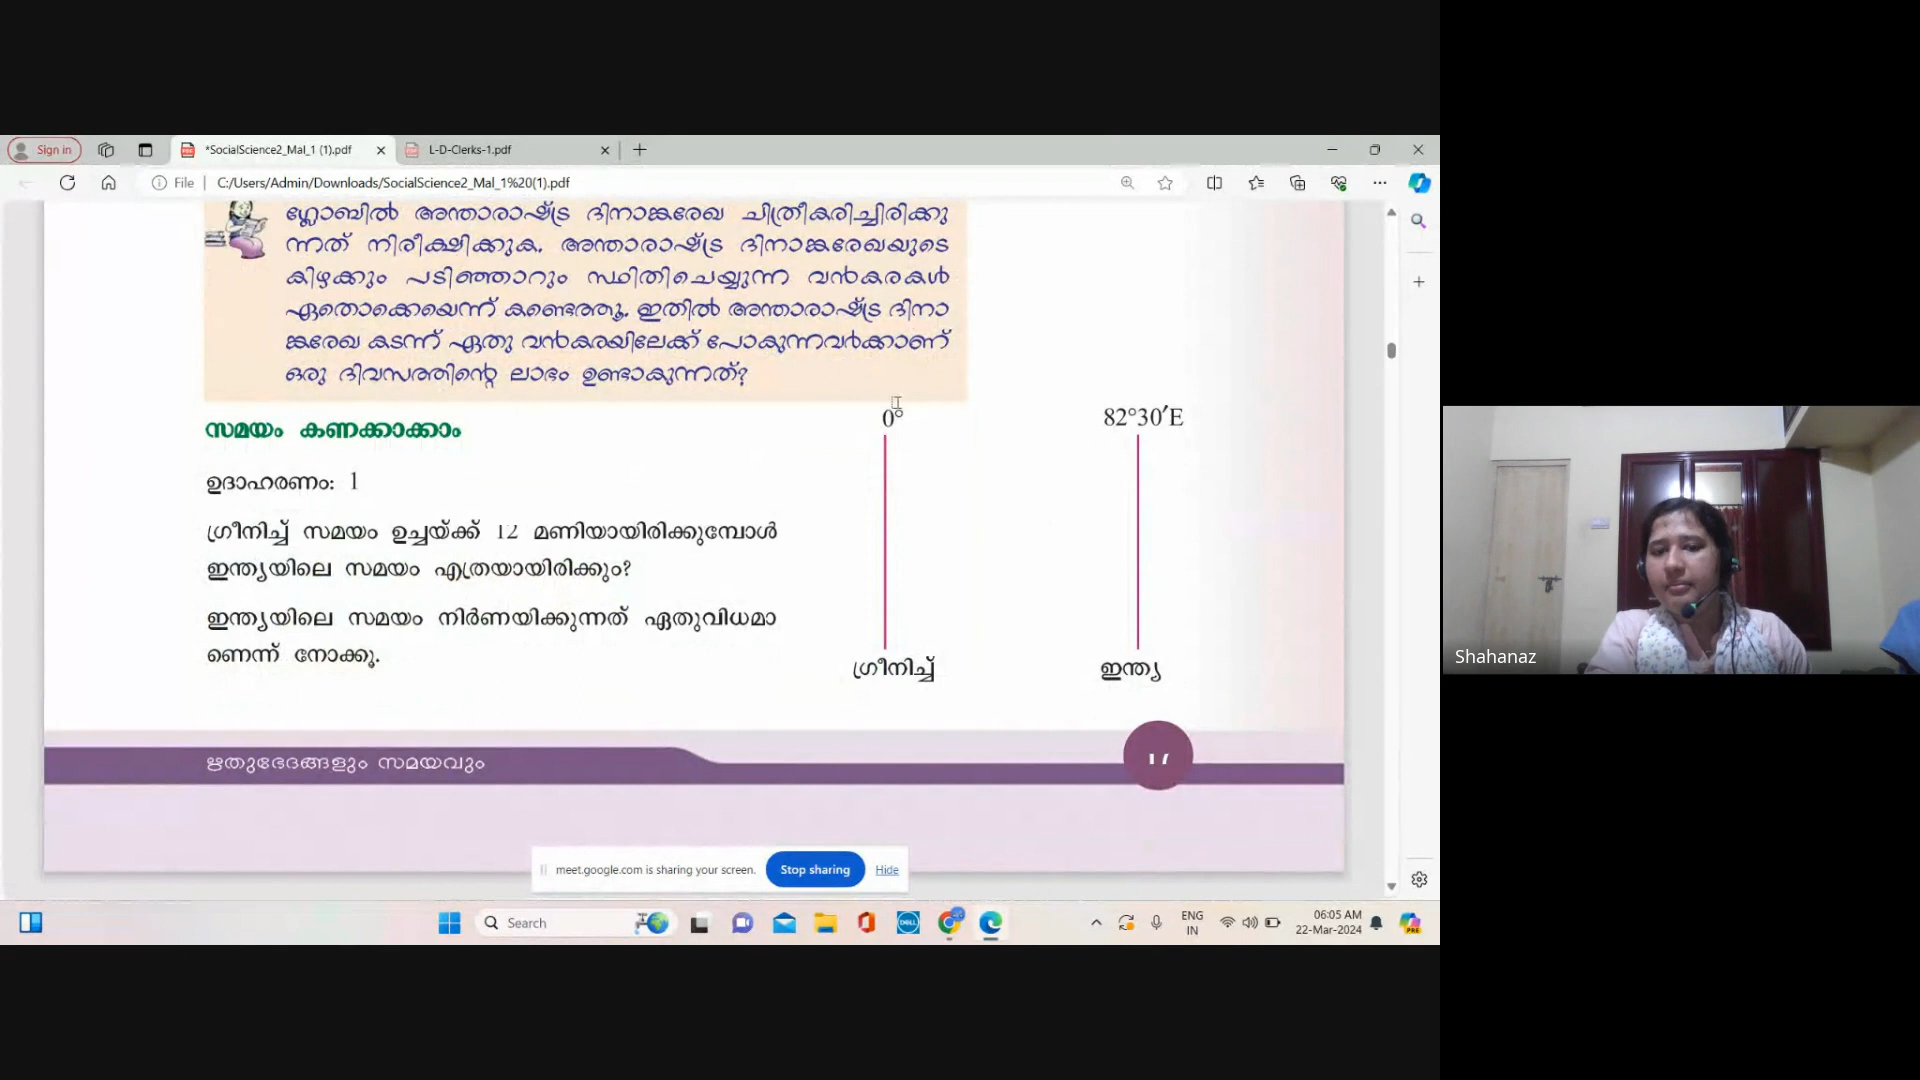 Sign in
*SocialScience2_Mal_1 (1).pdf
L-D-Clerks-1.pdf
File
C:/Users/Admin/Downloads/SocialScience2_Mal_1%20(1).pdf
ഗ്ലോബിൽ അന്താരാഷ്ട്ര ദിനാങ്കരേഖ ചിത്രീകരിച്ചിരിക്കു
ന്നത് നിരീക്ഷിക്കുക. അന്താരാഷ്ട്ര ദിനാങ്കരേഖയുടെ
കിഴക്കും പടിഞ്ഞാറും സ്ഥിതിചെയ്യുന്ന വൻകരകൾ
ഏതൊക്കെയെന്ന് കണ്ടെത്തൂ. ഇതിൽ അന്താരാഷ്ട്ര ദിനാ
ങ്കരേഖ കടന്ന് ഏതു വൻകരയിലേക്ക് പോകുന്നവർക്കാണ്
ഒരു ദിവസത്തിന്റെ ലാഭം ഉണ്ടാകുന്നത്?
സമയം കണക്കാക്കാം
ഉദാഹരണം: 1
ഗ്രീനിച്ച് സമയം ഉച്ചയ്ക്ക് 12 മണിയായിരിക്കുമ്പോൾ
ഇന്ത്യയിലെ സമയം എത്രയായിരിക്കും?
ഇന്ത്യയിലെ സമയം നിർണയിക്കുന്നത് ഏതുവിധമാ
ണെന്ന് നോക്കൂ.
0°
82°30′E
ഗ്രീനിച്ച്
ഇന്ത്യ
ഋതുഭേദങ്ങളും സമയവും
17
meet.google.com is sharing your screen.
Stop sharing
Hide
Search
DELL
ENG
IN
06:05 AM
22-Mar-2024
PRE
Shahanaz